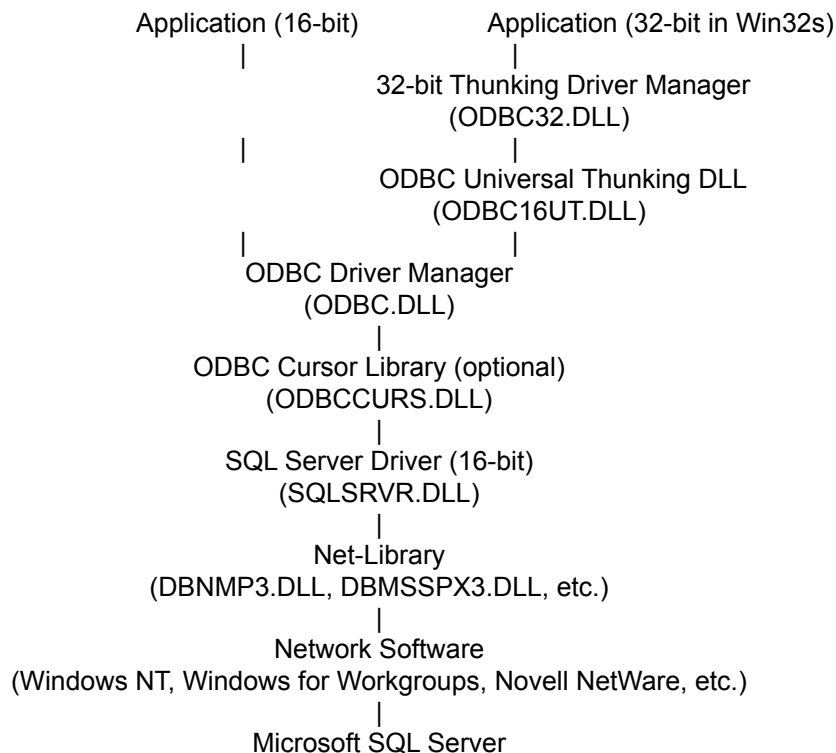 Application (16-bit) Application (32-bit in Win32s)
| |
32-bit Thunking Driver Manager
(ODBC32.DLL)
| |
ODBC Universal Thunking DLL
(ODBC16UT.DLL)
| |
ODBC Driver Manager
(ODBC.DLL)
|
ODBC Cursor Library (optional)
(ODBCCURS.DLL)
|
SQL Server Driver (16-bit)
(SQLSRVR.DLL)
|
Net-Library
(DBNMP3.DLL, DBMSSPX3.DLL, etc.)
|
Network Software
(Windows NT, Windows for Workgroups, Novell NetWare, etc.)
|
Microsoft SQL Server